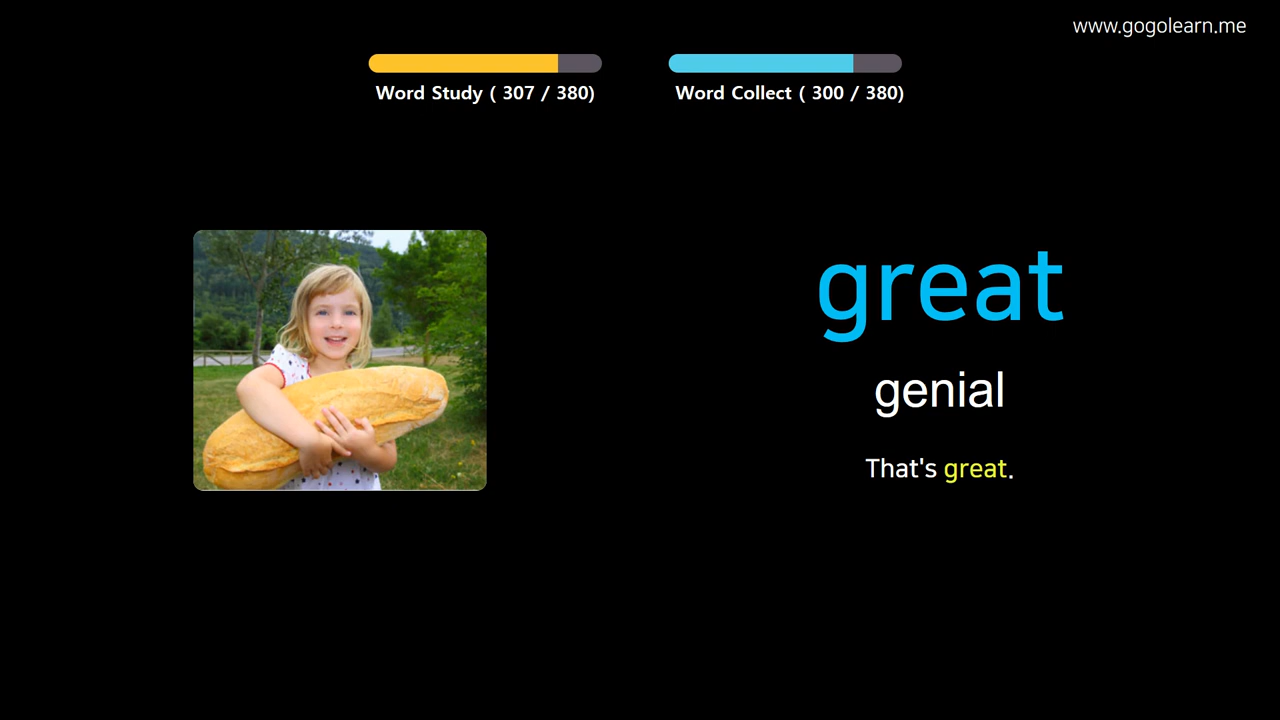 www.gogolearn.me
Word Study ( 307 / 380)
Word Collect ( 300 / 380)
great
genial
That's great.